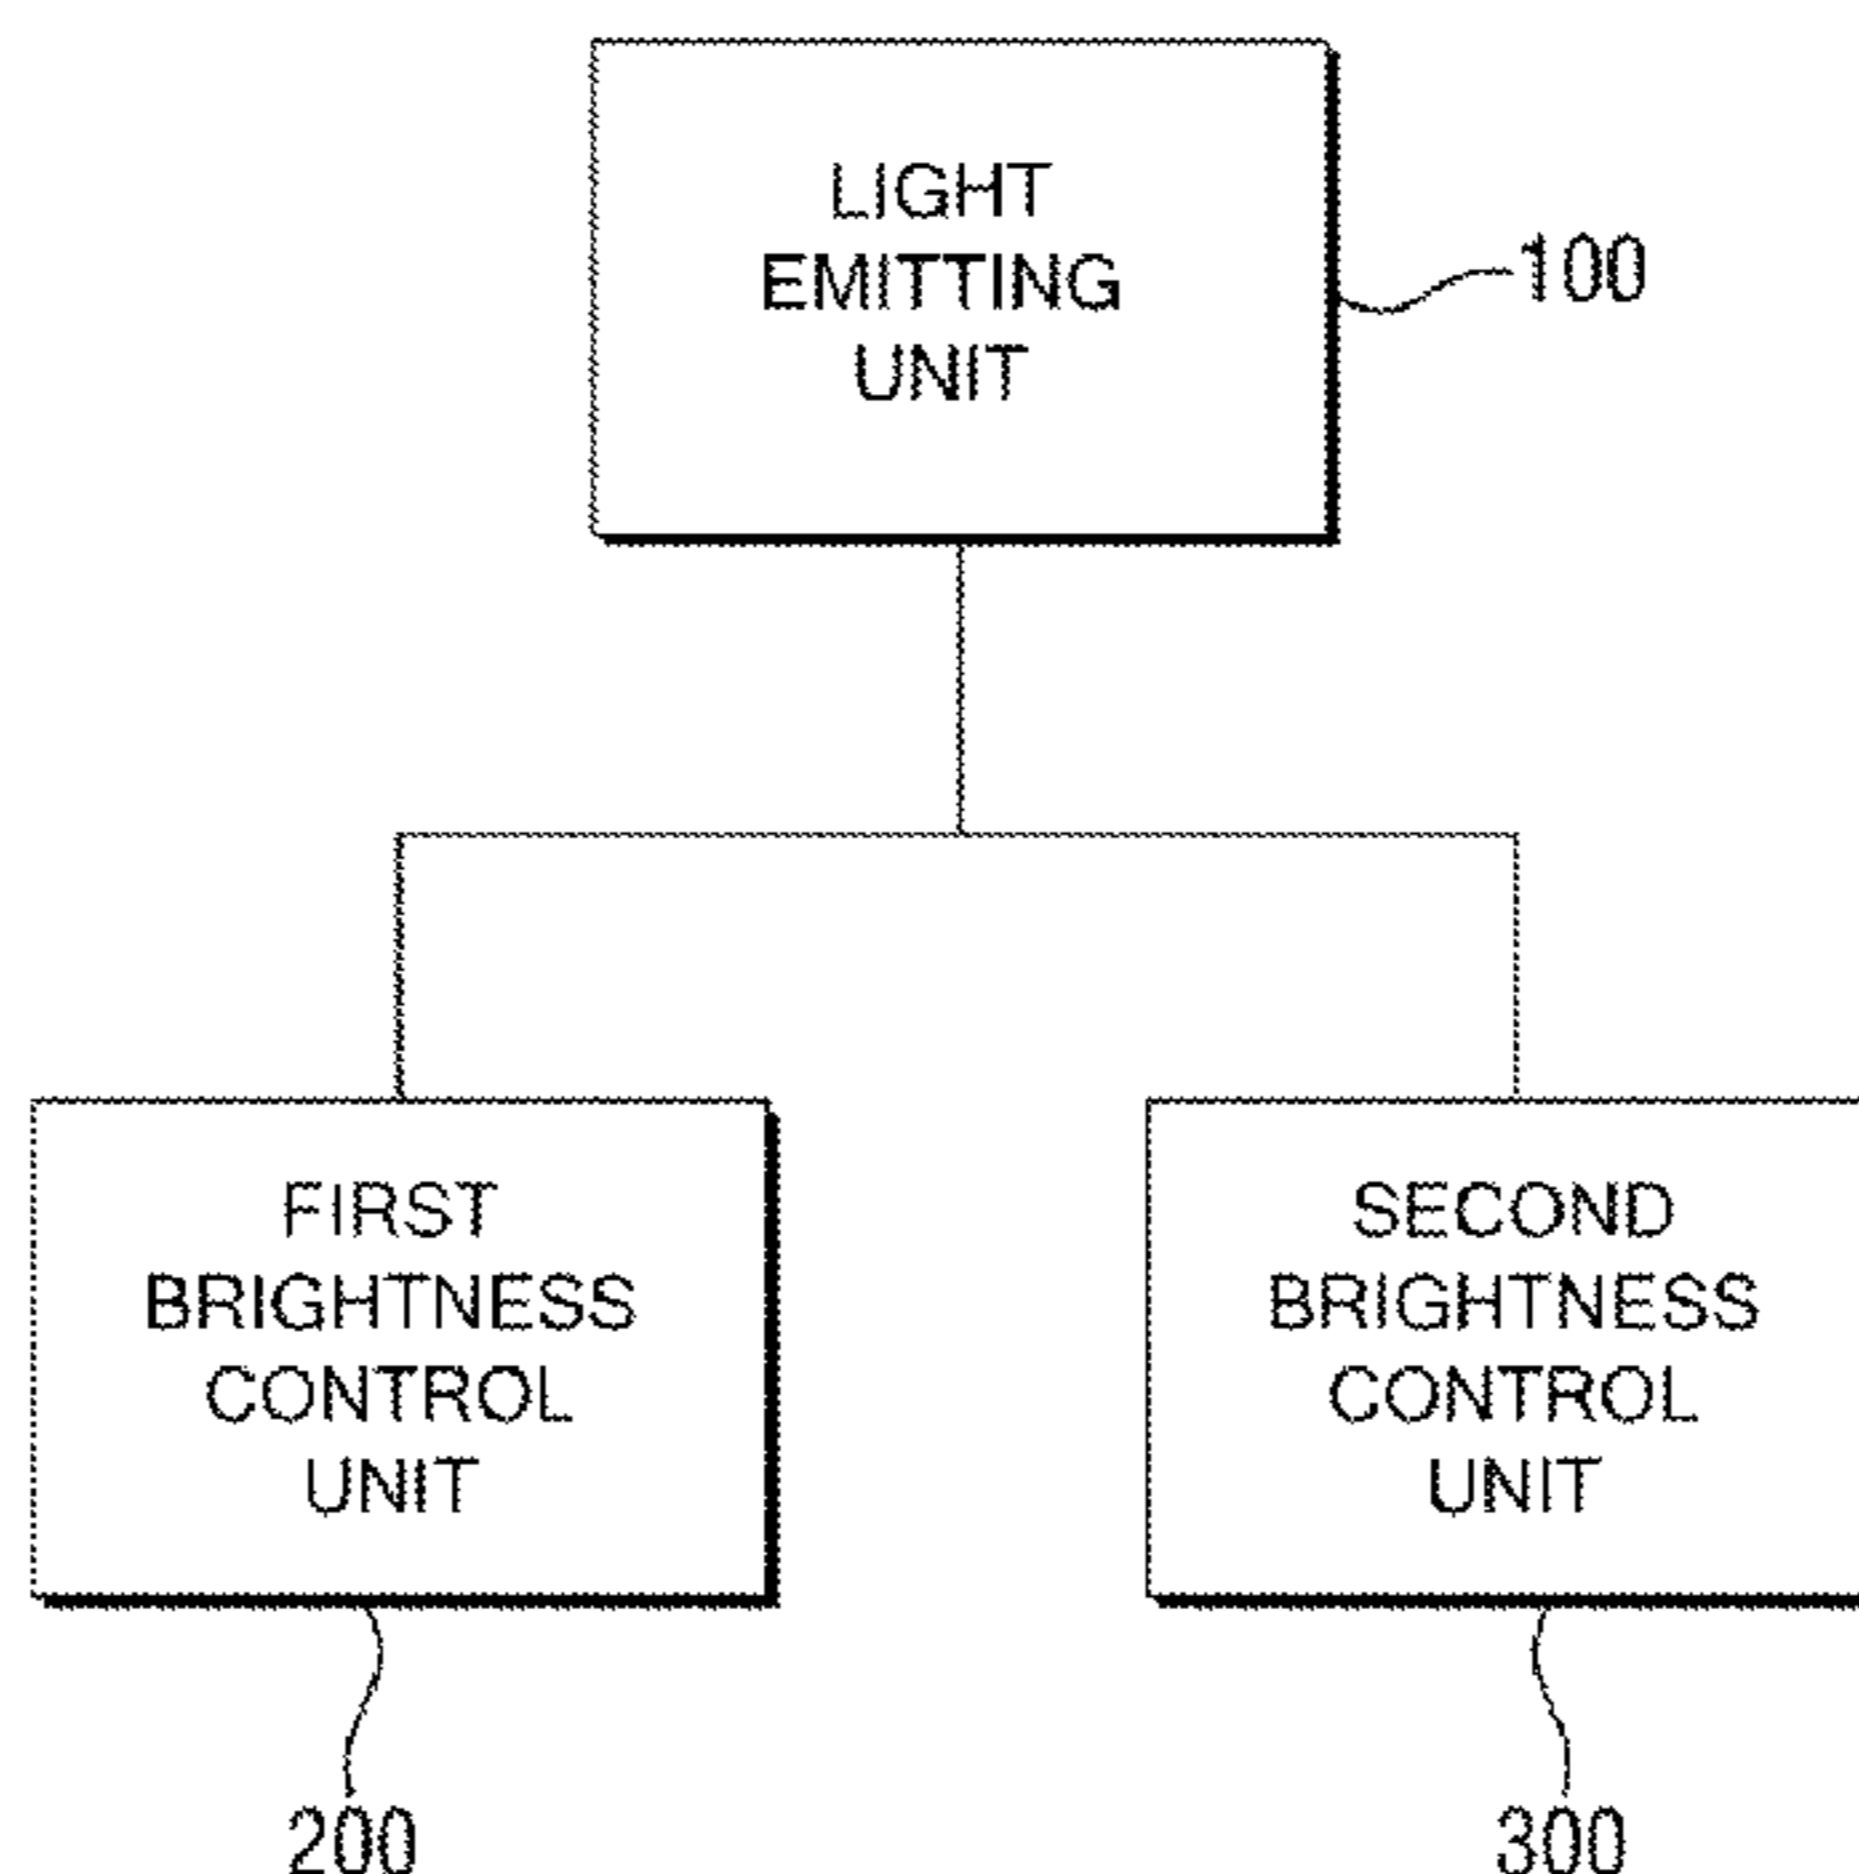 LIGHT
EMITTING
UNIT
100
FIRST
BRIGHTNESS
CONTROL
UNIT
SECOND
BRIGHTNESS
CONTROL
UNIT
200
300